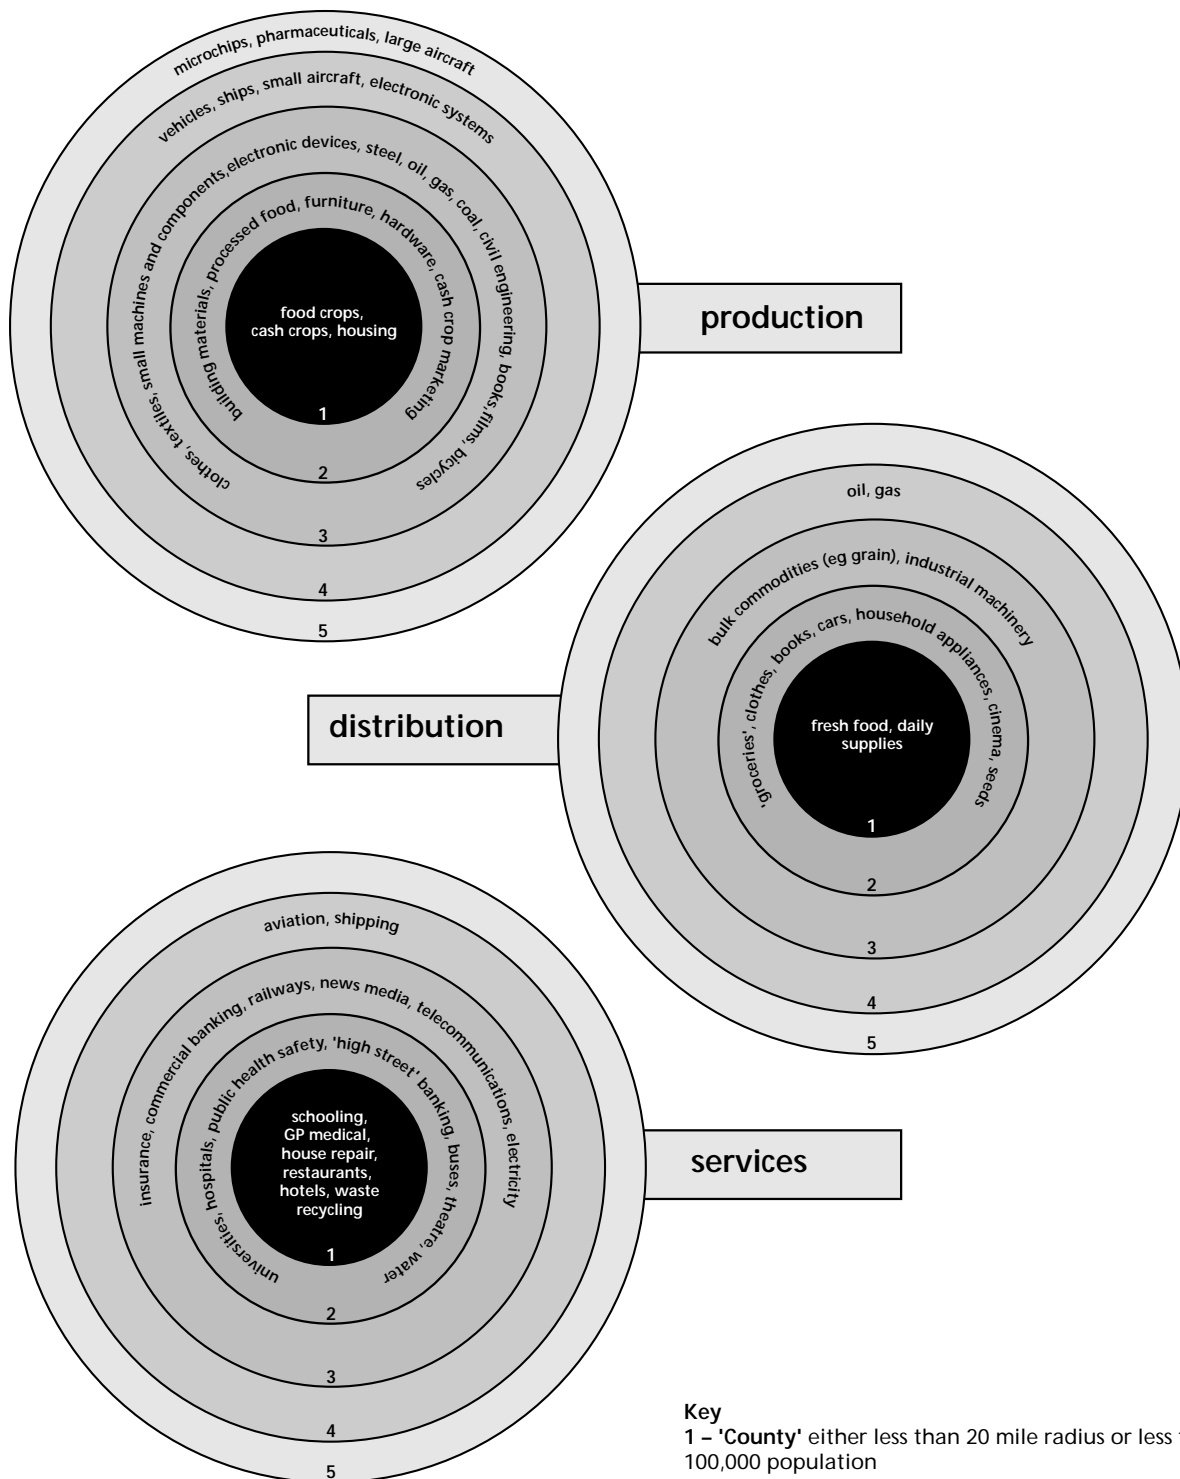 microchips, pharmaceuticals, large aircraft
vehicles, ships, small aircraft, electronic systems
clothes, textiles, small machines and components,electronic devices, steel, oil, gas, coal, civil engineering, books,films, bicycles
building materials, processed food, furniture, hardware, cash crop marketing
food crops,
cash crops, housing
1
2
3
4
5
production
oil, gas
bulk commodities (eg grain), industrial machinery
'groceries', clothes, books, cars, household appliances, cinema, seeds
fresh food, daily
supplies
1
2
3
4
5
distribution
aviation, shipping
insurance, commercial banking, railways, news media, telecommunications, electricity
universities, hospitals, public health safety, 'high street' banking, buses, theatre, water
schooling,
GP medical,
house repair,
restaurants,
hotels, waste
recycling
1
2
3
4
5
services
Key
1 – 'County' either less than 20 mile radius or less
100,000 population